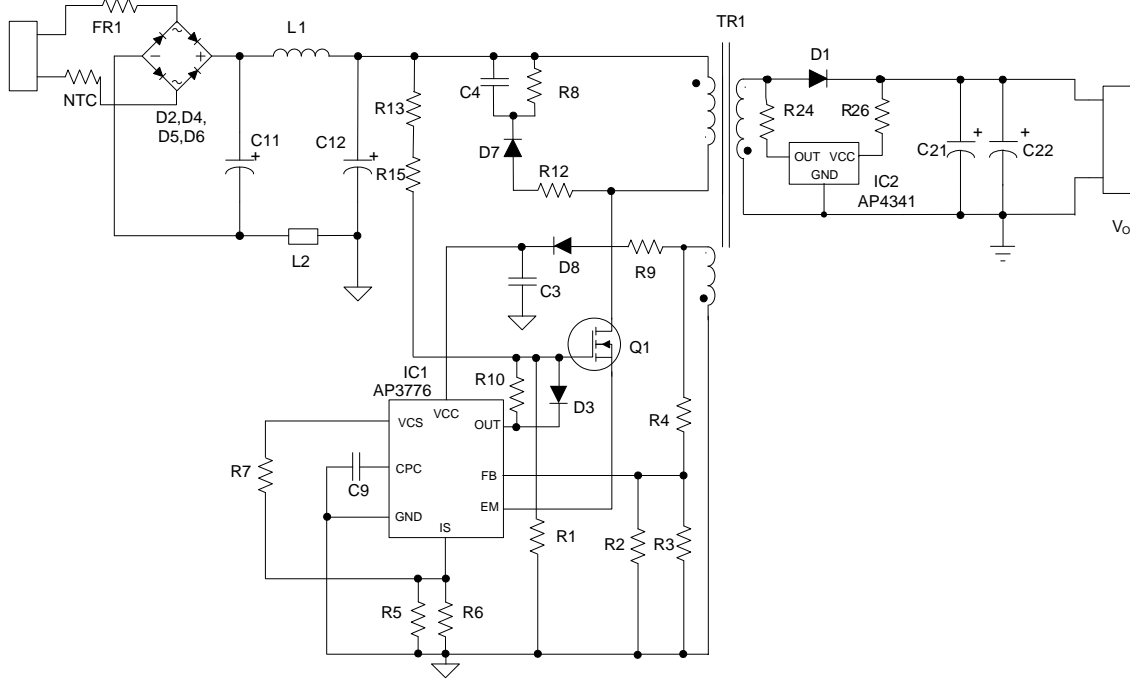 TR1
FR1
L1
D1
NTC
D2,D4,
D5,D6
C11
C12
R13
R15
C4
R8
D7
R12
R24
R26
OUT VCC
GND
IC2
AP4341
C21
C22
VO
L2
D8
R9
C3
Q1
IC1
AP3776
R10
D3
R4
VCC
VCS
OUT
R7
CPC
C9
FB
GND
EM
IS
R1
R2
R3
R5
R6